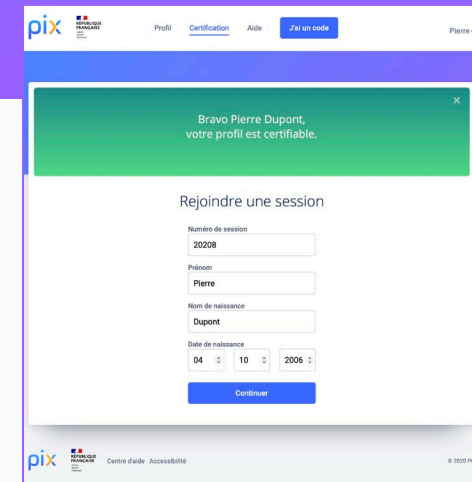 pix
RÉPUBLIQUE
FRANÇAISE
Profil
Certification
Aide
J'ai un code
Pierre
×
Bravo Pierre Dupont,
votre profil est certifiable.
Rejoindre une session
Numéro de session
20208
Prénom
Pierre
Nom de naissance
Dupont
Date de naissance
04 10 2006
Continuer
pix
RÉPUBLIQUE
FRANÇAISE
Centre d'aide Accessibilité
© 2020